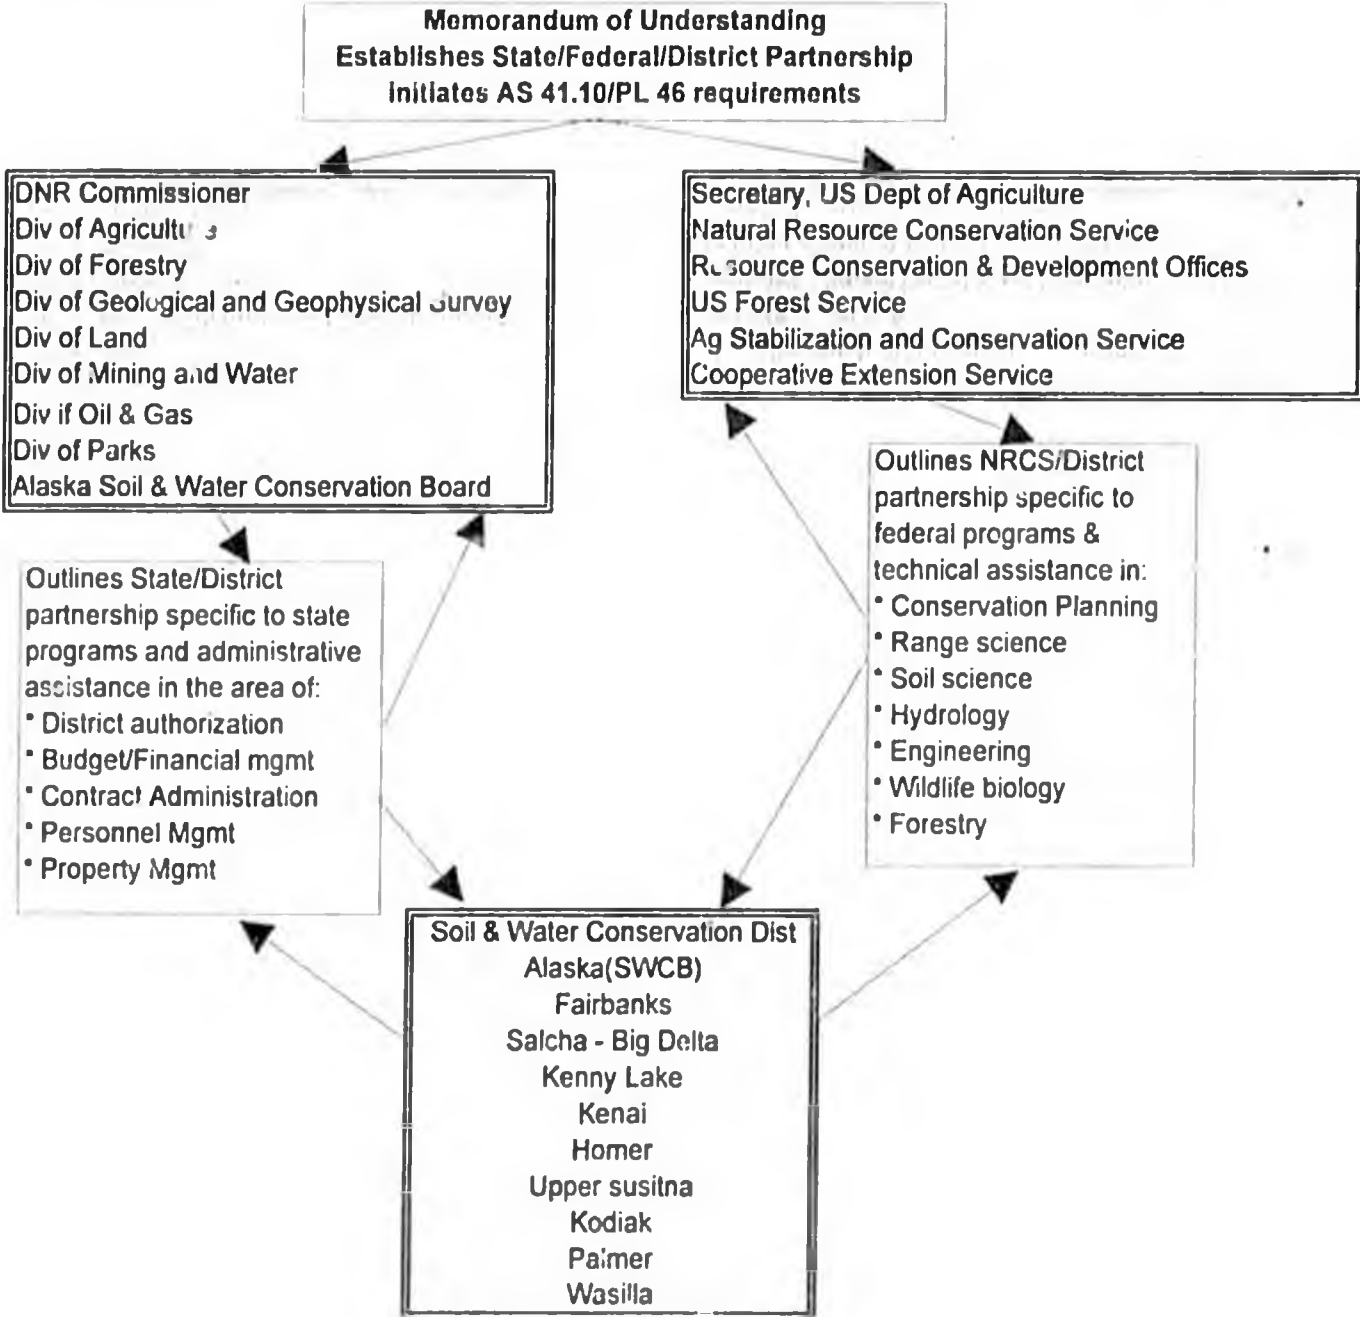 Memorandum of Understanding
Establishes State/Federal/District Partnership
initiates AS 41.10/PL 46 requirements
DNR Commissioner
Div of
Div of Forestry
Div of Geological and Geophysical Survey
Div of Land
Div of Mining and Water
Div if Oil & Gas
Div of Parks
Alaska Soil & Water Conservation Board
Secretary, US Dept of Agriculture
Natural Resource Conservation Service
Resource Conservation & Development Offices
US Forest Service
Ag Stabilization and Conservation Service
Cooperative Extension Service
Outlines State/District
partnership specific to state
programs and administrative
assistance in the area of:
* District authorization
* Budget/Financial mgmt
* Contract Administration
* Personnel Mgmt
* Property Mgmt
Outlines NRCS/District
partnership specific to
federal programs &
technical assistance in:
* Conservation Planning
* Range science
* Soil science
* Hydrology
* Engineering
* Wildlife biology
* Forestry
Soil & Water Conservation Dist
Alaska(SWCB)
Fairbanks
Salcha - Big Delta
Kenny Lake
Kenai
Homer
Upper susitna
Kodiak
Palmer
Wasilla